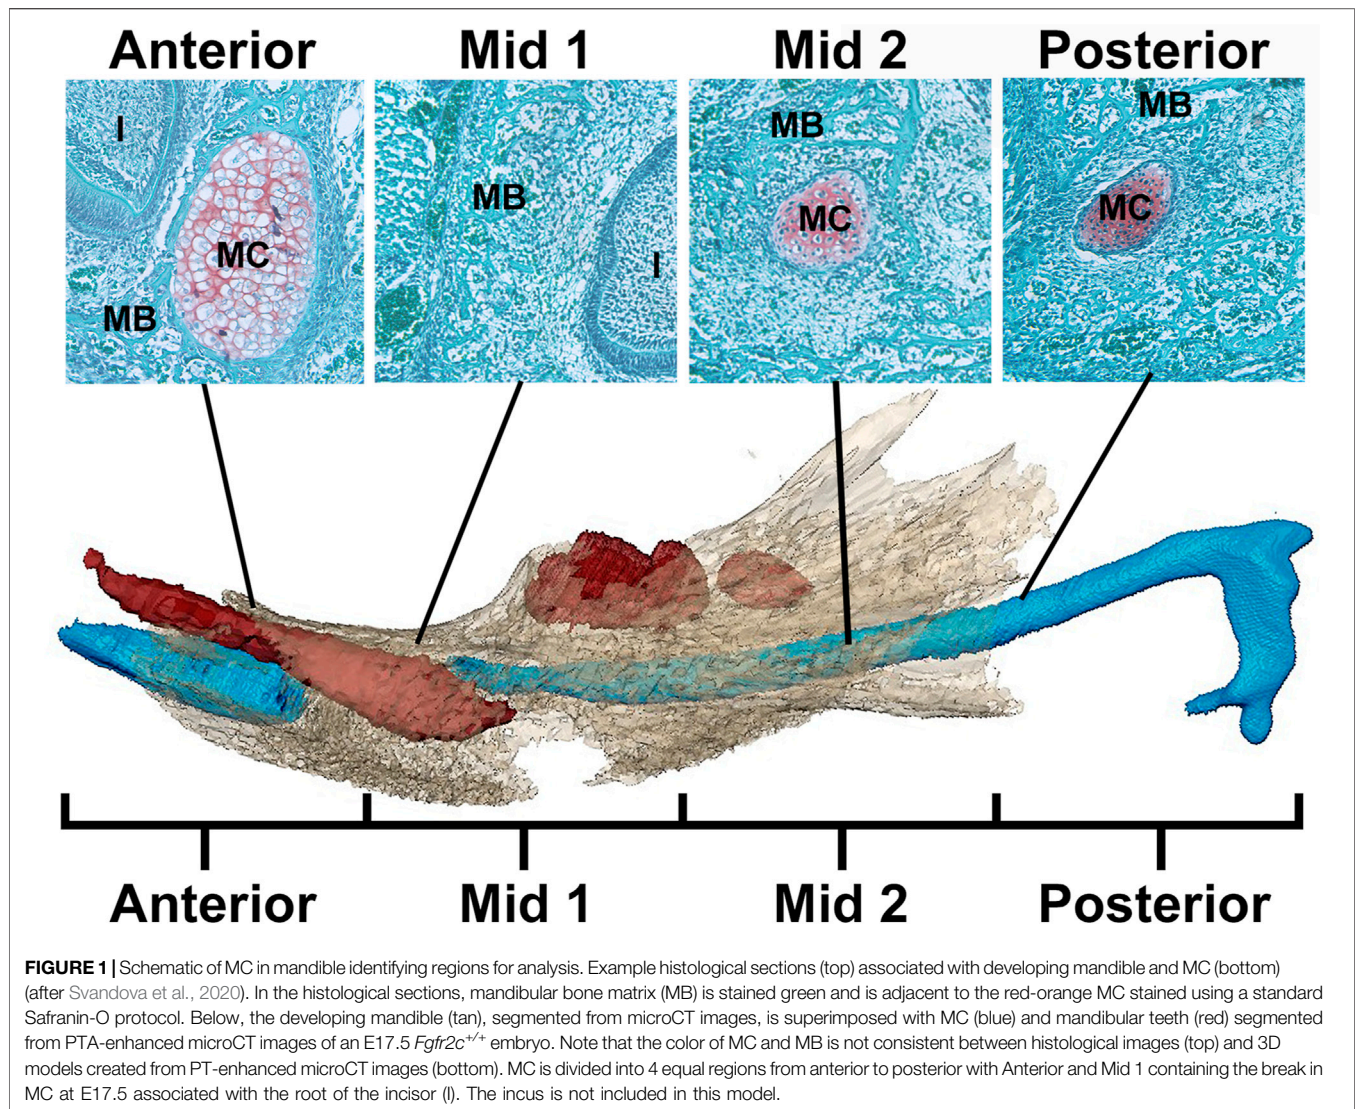 Anterior Mid 1 Mid 2 Posterior
I MC MB
MB I
MB MC
MB MC
Anterior Mid 1 Mid 2 Posterior
FIGURE 1 | Schematic of MC in mandible identifying regions for analysis. Example histological sections (top) associated with developing mandible and MC (bottom)
(after Svandova et al., 2020). In the histological sections, mandibular bone matrix (MB) is stained green and is adjacent to the red-orange MC stained using a standard
Safranin-O protocol. Below, the developing mandible (tan), segmented from microCT images, is superimposed with MC (blue) and mandibular teeth (red) segmented
from PTA-enhanced microCT images of an E17.5 Fgfr2c+/+ embryo. Note that the color of MC and MB is not consistent between histological images (top) and 3D
models created from PT-enhanced microCT images (bottom). MC is divided into 4 equal regions from anterior to posterior with Anterior and Mid 1 containing the break in
MC at E17.5 associated with the root of the incisor (I). The incus is not included in this model.